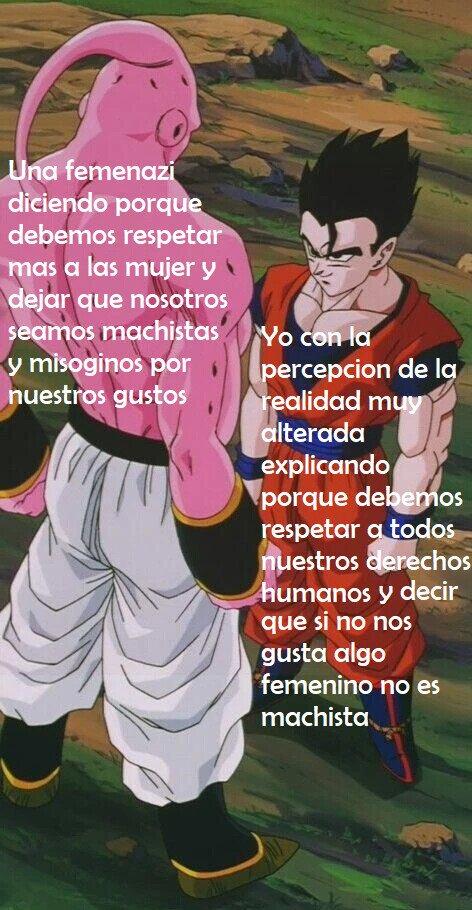 Una femenazi
diciendo porque
debemos respetar
mas a las mujer y
dejar que nosotros
seamos machistas
y misoginos por
nuestros gustos
Yo con la
percepcion de la
realidad muy
alterada
explicando
porque debemos
respetar a todos
nuestros derechos
humanos y decir
que si no nos
gusta algo
femenino no es
machista